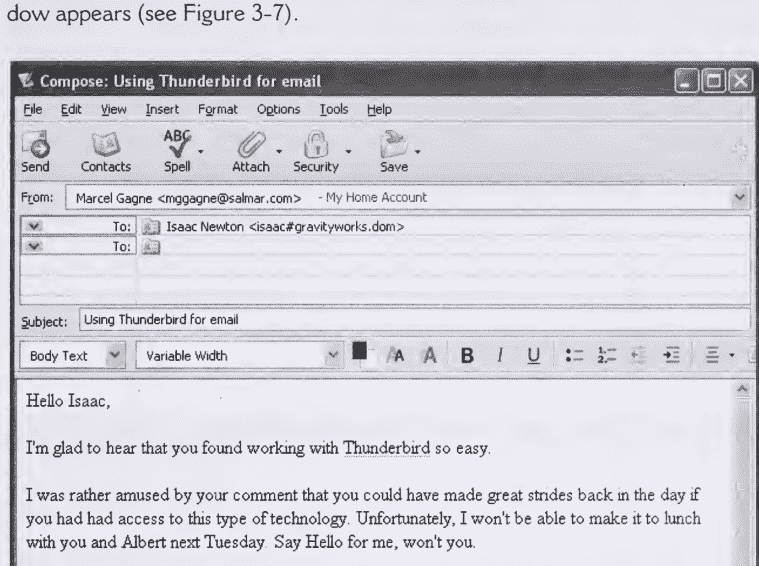 dow appears (see Figure 3-7).
Compose: Using Thunderbird for email
File Edit View Insert Format Options Tools Help
ABC
Send Contacts Spell Attach Security Save
From: Marcel Gagne <mggagne@salmar.com> - My Home Account
To: Isaac Newton <isaac#gravityworks.dom>
To:
Subject: Using Thunderbird for email
Body Text Variable Width A A B I U
Hello Isaac,
I'm glad to hear that you found working with Thunderbird so easy.
I was rather amused by your comment that you could have made great strides back in the day if
you had had access to this type of technology. Unfortunately, I won't be able to make it to lunch
with you and Albert next Tuesday. Say Hello for me, won't you.